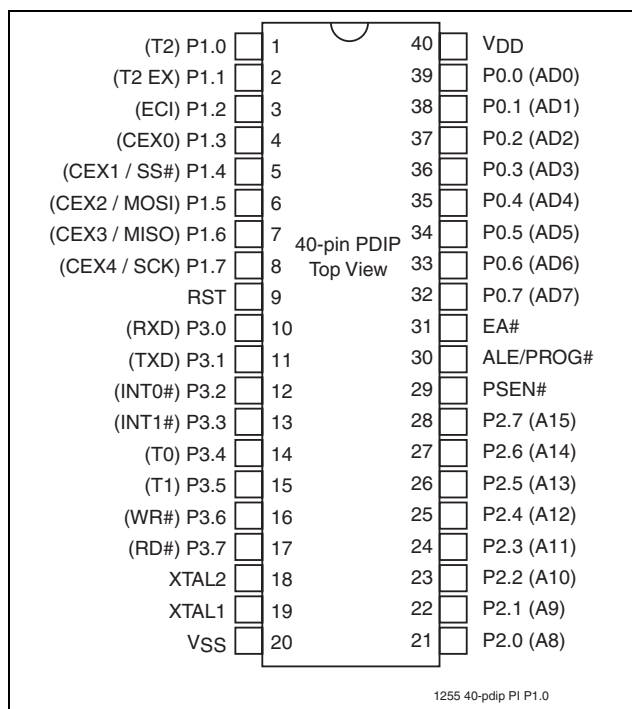 (T2) P1.0 1 40 VDD
(T2 EX) P1.1 2 39 P0.0 (AD0)
(ECI) P1.2 3 38 P0.1 (AD1)
(CEX0) P1.3 4 37 P0.2 (AD2)
(CEX1 / SS#) P1.4 5 36 P0.3 (AD3)
(CEX2 / MOSI) P1.5 6 35 P0.4 (AD4)
(CEX3 / MISO) P1.6 7 34 P0.5 (AD5)
40-pin PDIP
(CEX4 / SCK) P1.7 8 33 P0.6 (AD6)
Top View
RST 9 32 P0.7 (AD7)
(RXD) P3.0 10 31 EA#
(TXD) P3.1 11 30 ALE/PROG#
(INT0#) P3.2 12 29 PSEN#
(INT1#) P3.3 13 28 P2.7 (A15)
(T0) P3.4 14 27 P2.6 (A14)
(T1) P3.5 15 26 P2.5 (A13)
(WR#) P3.6 16 25 P2.4 (A12)
(RD#) P3.7 17 24 P2.3 (A11)
XTAL2 18 23 P2.2 (A10)
XTAL1 19 22 P2.1 (A9)
VSS 20 21 P2.0 (A8)
1255 40-pdip PI P1.0